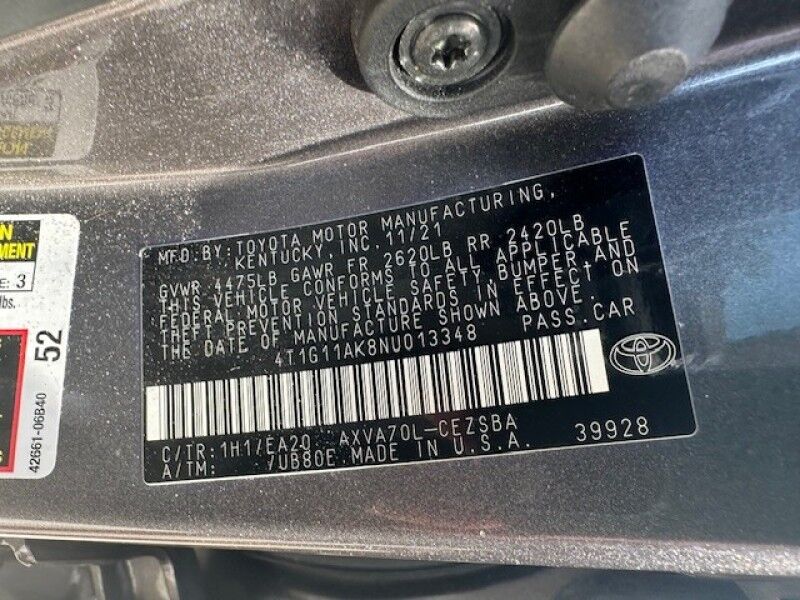 MFD.BY: TOYOTA MOTOR MANUFACTURING,
KENTUCKY, INC. 11/21
GVWR 4475LB GAWR FR 2620LB RR 2420LB
THIS VEHICLE CONFORMS TO ALL APPLICABLE
FEDERAL MOTOR VEHICLE SAFETY, BUMPER, AND
THEFT PREVENTION STANDARDS IN EFFECT ON
THE DATE OF MANUFACTURE SHOWN ABOVE.
4T1G11AK8NU013348 PASS.CAR
C/TR: 1H1/EA20 AXVA70L-CEZSBA
A/TM: 7UB80E MADE IN U.S.A. 39928
E: 3
lbs.
52
42661-06B40